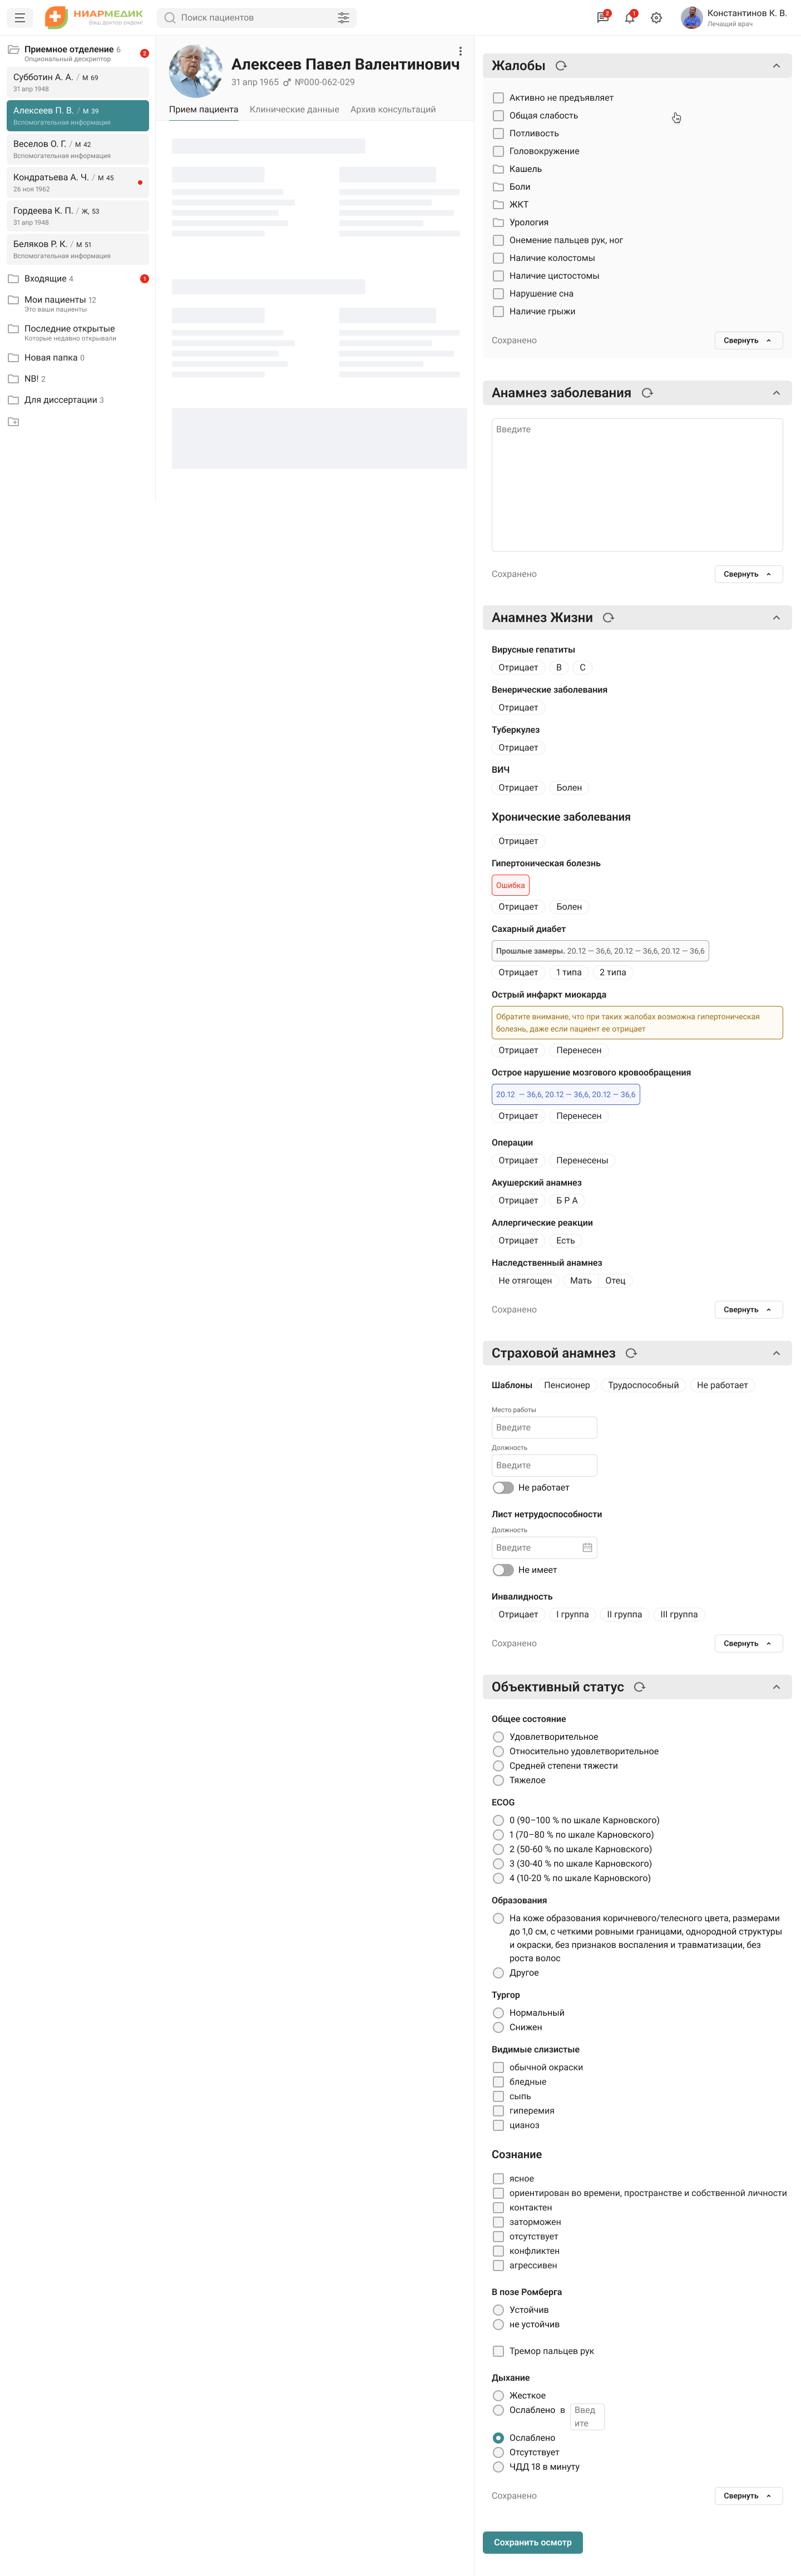 НИАРМЕДИК
Ваш доктор рядом!
Поиск пациентов
2
1
Константинов К. В.
Лечащий врач
Приемное отделение 6
Опциональный дескриптор
2
Субботин А. А. / М 69
31 апр 1948
Алексеев П. В. / М 39
Вспомогательная информация
Веселов О. Г. / М 42
Вспомогательная информация
Кондратьева А. Ч. / М 45
26 ноя 1962
Гордеева К. П. / Ж, 53
31 апр 1948
Беляков Р. К. / М 51
Вспомогательная информация
Входящие 4
1
Мои пациенты 12
Это ваши пациенты
Последние открытые
Которые недавно открывали
Новая папка 0
NB! 2
Для диссертации 3
Алексеев Павел Валентинович
31 апр 1965 №000-062-029
Прием пациента Клинические данные Архив консультаций
Жалобы
Активно не предъявляет
Общая слабость
Потливость
Головокружение
Кашель
Боли
ЖКТ
Урология
Онемение пальцев рук, ног
Наличие колостомы
Наличие цистостомы
Нарушение сна
Наличие грыжи
Сохранено Свернуть
Анамнез заболевания
Введите
Сохранено Свернуть
Анамнез Жизни
Вирусные гепатиты
Отрицает B C
Венерические заболевания
Отрицает
Туберкулез
Отрицает
ВИЧ
Отрицает Болен
Хронические заболевания
Отрицает
Гипертоническая болезнь
Ошибка
Отрицает Болен
Сахарный диабет
Прошлые замеры. 20.12 — 36,6, 20.12 — 36,6, 20.12 — 36,6
Отрицает 1 типа 2 типа
Острый инфаркт миокарда
Обратите внимание, что при таких жалобах возможна гипертоническая
болезнь, даже если пациент ее отрицает
Отрицает Перенесен
Острое нарушение мозгового кровообращения
20.12 — 36,6, 20.12 — 36,6, 20.12 — 36,6
Отрицает Перенесен
Операции
Отрицает Перенесены
Акушерский анамнез
Отрицает Б Р А
Аллергические реакции
Отрицает Есть
Наследственный анамнез
Не отягощен Мать Отец
Сохранено Свернуть
Страховой анамнез
Шаблоны Пенсионер Трудоспособный Не работает
Место работы
Введите
Должность
Введите
Не работает
Лист нетрудоспособности
Должность
Введите
Не имеет
Инвалидность
Отрицает I группа II группа III группа
Сохранено Свернуть
Объективный статус
Общее состояние
Удовлетворительное
Относительно удовлетворительное
Средней степени тяжести
Тяжелое
ECOG
0 (90–100 % по шкале Карновского)
1 (70–80 % по шкале Карновского)
2 (50-60 % по шкале Карновского)
3 (30-40 % по шкале Карновского)
4 (10-20 % по шкале Карновского)
Образования
На коже образования коричневого/телесного цвета, размерами
до 1,0 см, с четкими ровными границами, однородной структуры
и окраски, без признаков воспаления и травматизации, без
роста волос
Другое
Тургор
Нормальный
Снижен
Видимые слизистые
обычной окраски
бледные
сыпь
гиперемия
цианоз
Сознание
ясное
ориентирован во времени, пространстве и собственной личности
контактен
заторможен
отсутствует
конфликтен
агрессивен
В позе Ромберга
Устойчив
не устойчив
Тремор пальцев рук
Дыхание
Жесткое
Ослаблено в Введ
ите
Ослаблено
Отсутствует
ЧДД 18 в минуту
Сохранено Свернуть
Сохранить осмотр